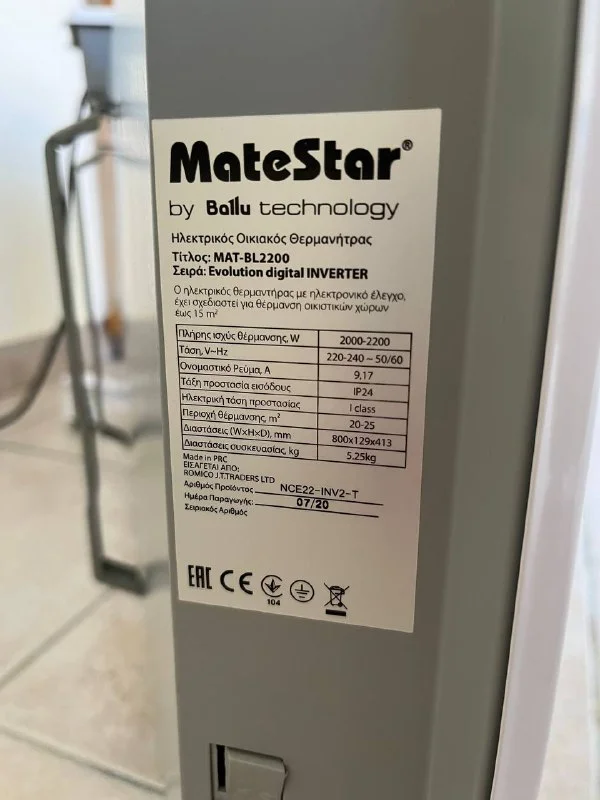 MateStar®
by Ballu technology
Ηλεκτρικός Οικιακός Θερμανήτρας
Τίτλος: MAT-BL2200
Σειρά: Evolution digital INVERTER
Ο ηλεκτρικός θερμαντήρας με ηλεκτρονικό έλεγχο,
έχει σχεδιαστεί για θέρμανση οικιστικών χώρων
έως 15 m²
Πλήρης ισχύς θέρμανσης, W 2000-2200
Τάση, V~Hz 220-240 ~ 50/60
Ονομαστικό Ρεύμα, A 9,17
Τάξη προστασία εισόδους IP24
Ηλεκτρική τάση προστασίας I class
Περιοχή θέρμανσης, m² 20-25
Διαστάσεις (WxHxD), mm 800x129x413
Διαστάσεις συσκευασίας, kg 5.25kg
Made in PRC
ΕΙΣΑΓΕΤΑΙ ΑΠΟ:
ROMICO J.T.TRADERS LTD
Αριθμός Προϊόντος NCE22-INV2-T
Ημέρα Παραγωγής: 07/20
Σειριακός Αριθμός
EAC CE
104